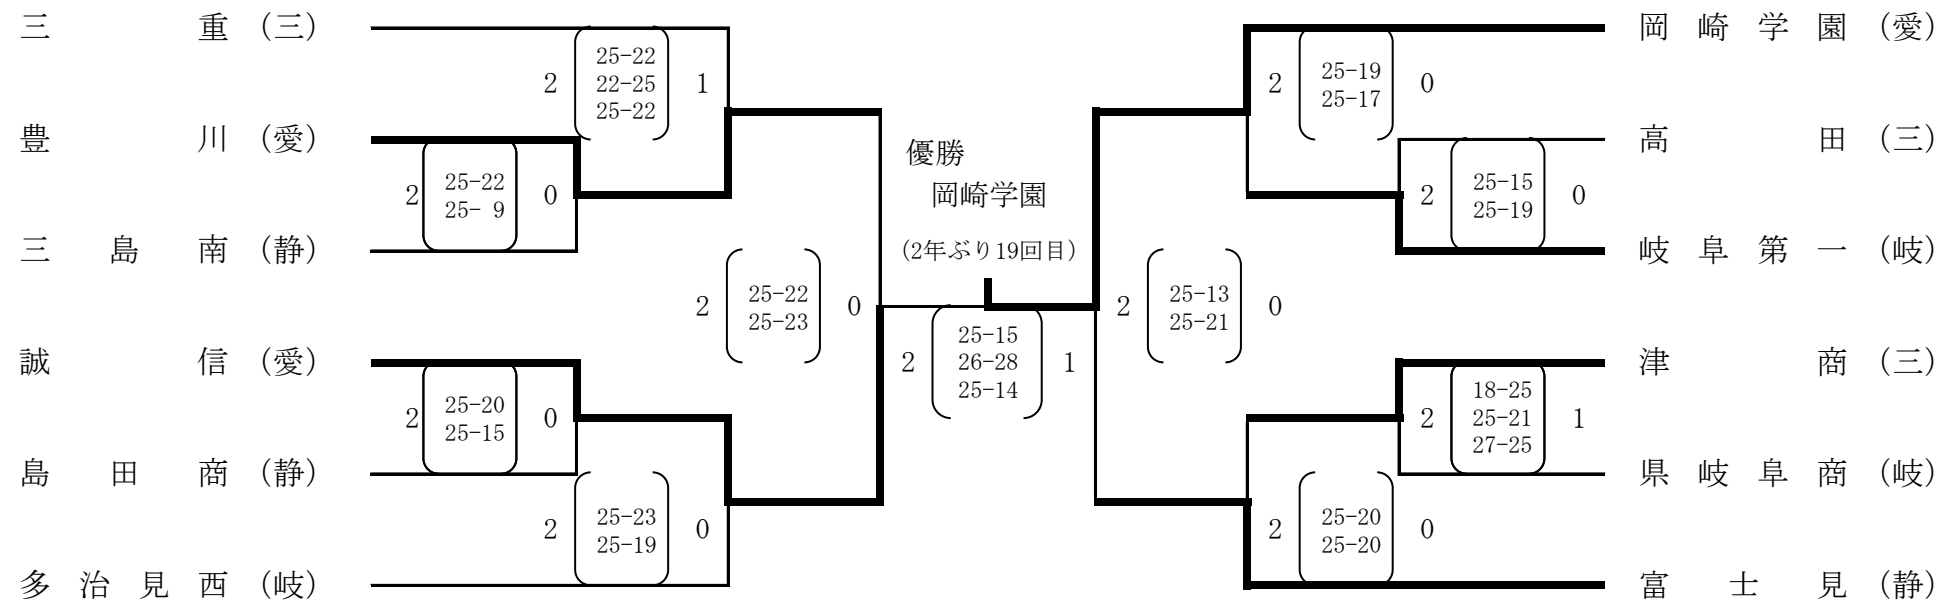 三重（三）
2 25-22 1
22-25
25-22
豊川（愛）
2 25-22 0
25- 9
三島南（静）
2 25-22 0
25-23
誠信（愛）
2 25-20 0
25-15
島田商（静）
2 25-23 0
25-19
多治見西（岐）
優勝
岡崎学園
（2年ぶり19回目）
2 25-15 1
26-28
25-14
岡崎学園（愛）
2 25-19 0
25-17
高田（三）
2 25-15 0
25-19
岐阜第一（岐）
2 25-13 0
25-21
津商（三）
2 18-25 1
25-21
27-25
県岐阜商（岐）
2 25-20 0
25-20
富士見（静）